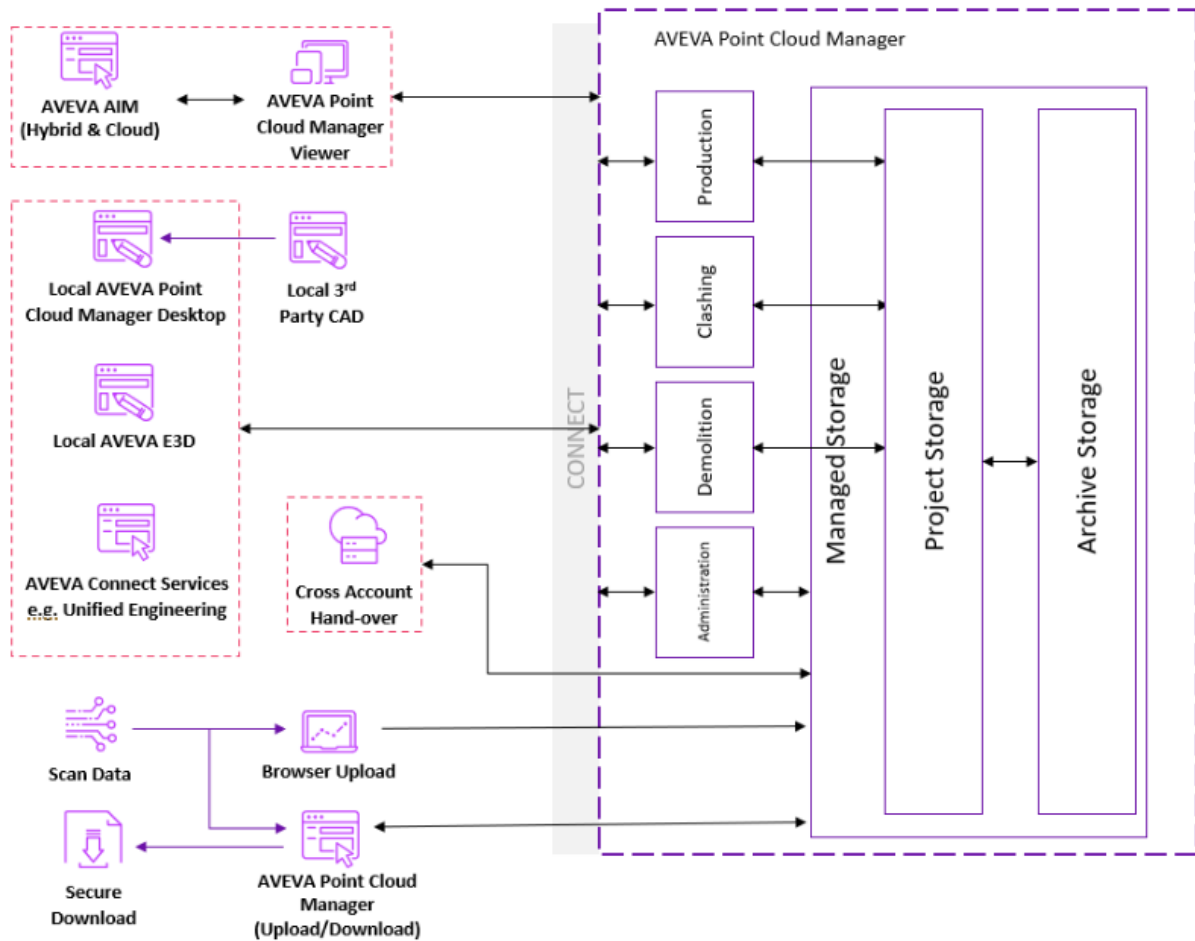 AVEVA Point Cloud Manager
AVEVA AIM
(Hybrid & Cloud)
AVEVA Point
Cloud Manager
Viewer
Local AVEVA Point
Cloud Manager Desktop
Local 3rd
Party CAD
Local AVEVA E3D
AVEVA Connect Services
e.g. Unified Engineering
Cross Account
Hand-over
Scan Data
Browser Upload
Secure
Download
AVEVA Point Cloud
Manager
(Upload/Download)
CONNECT
Production
Clashing
Demolition
Administration
Managed Storage
Project Storage
Archive Storage